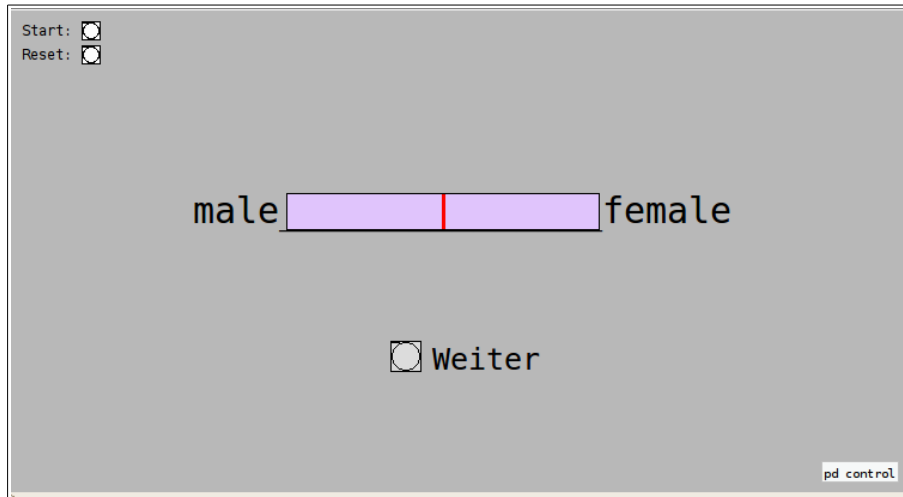 Start:
Reset:
male female
Weiter
pd control